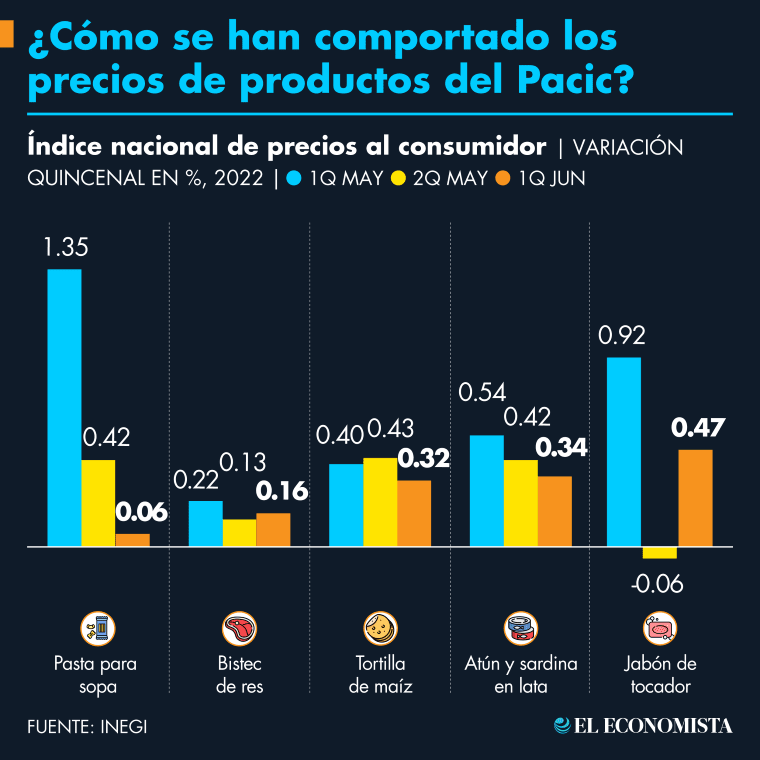 ¿Cómo se han comportado los
precios de productos del Pacic?
Índice nacional de precios al consumidor | VARIACIÓN
QUINCENAL EN %, 2022 | 1Q MAY 2Q MAY 1Q JUN
1.35
0.42
0.06
0.22
0.13
0.16
0.40
0.43
0.32
0.54
0.42
0.34
0.92
-0.06
0.47
Pasta para
sopa
Bistec
de res
Tortilla
de maíz
Atún y sardina
en lata
Jabón de
tocador
FUENTE: INEGI
EL ECONOMISTA